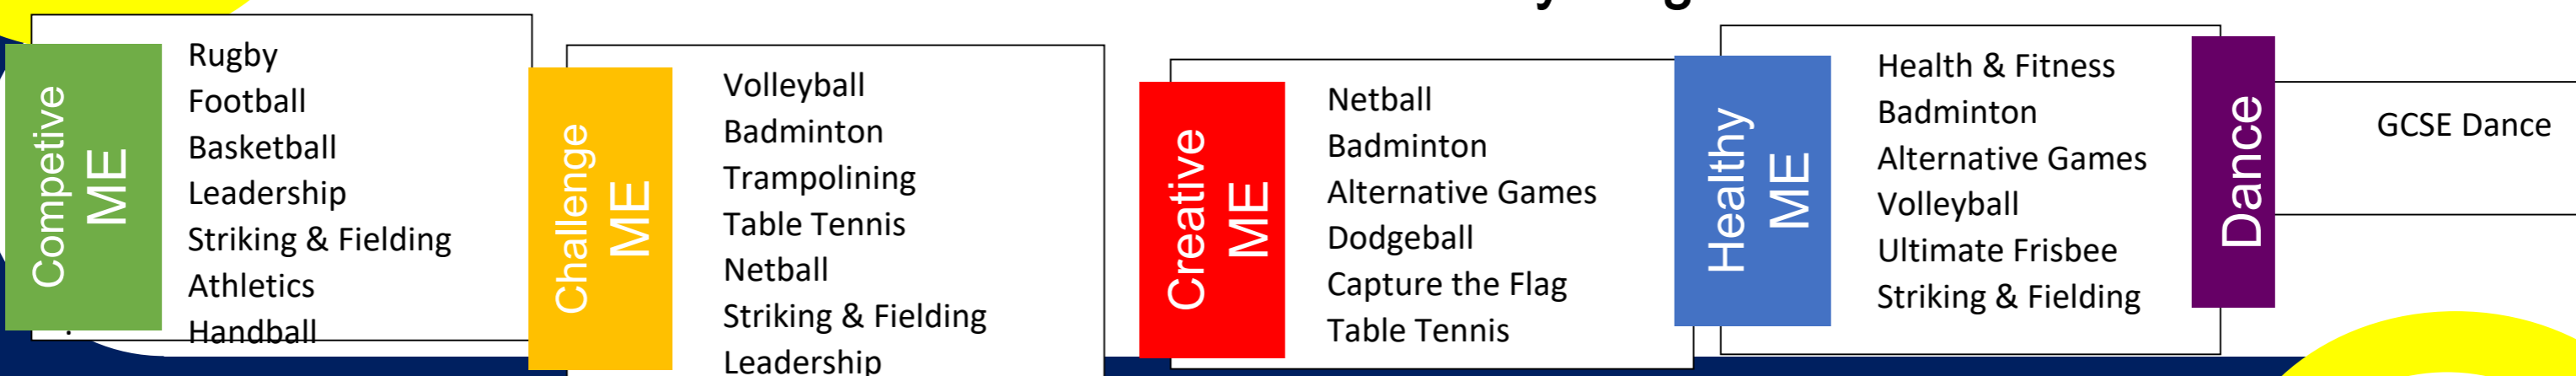 Competive
ME
Rugby
Football
Basketball
Leadership
Striking & Fielding
Athletics
Handball
Challenge
ME
Volleyball
Badminton
Trampolining
Table Tennis
Netball
Striking & Fielding
Leadership
Creative
ME
Netball
Badminton
Alternative Games
Dodgeball
Capture the Flag
Table Tennis
Healthy
ME
Health & Fitness
Badminton
Alternative Games
Volleyball
Ultimate Frisbee
Striking & Fielding
Dance
GCSE Dance